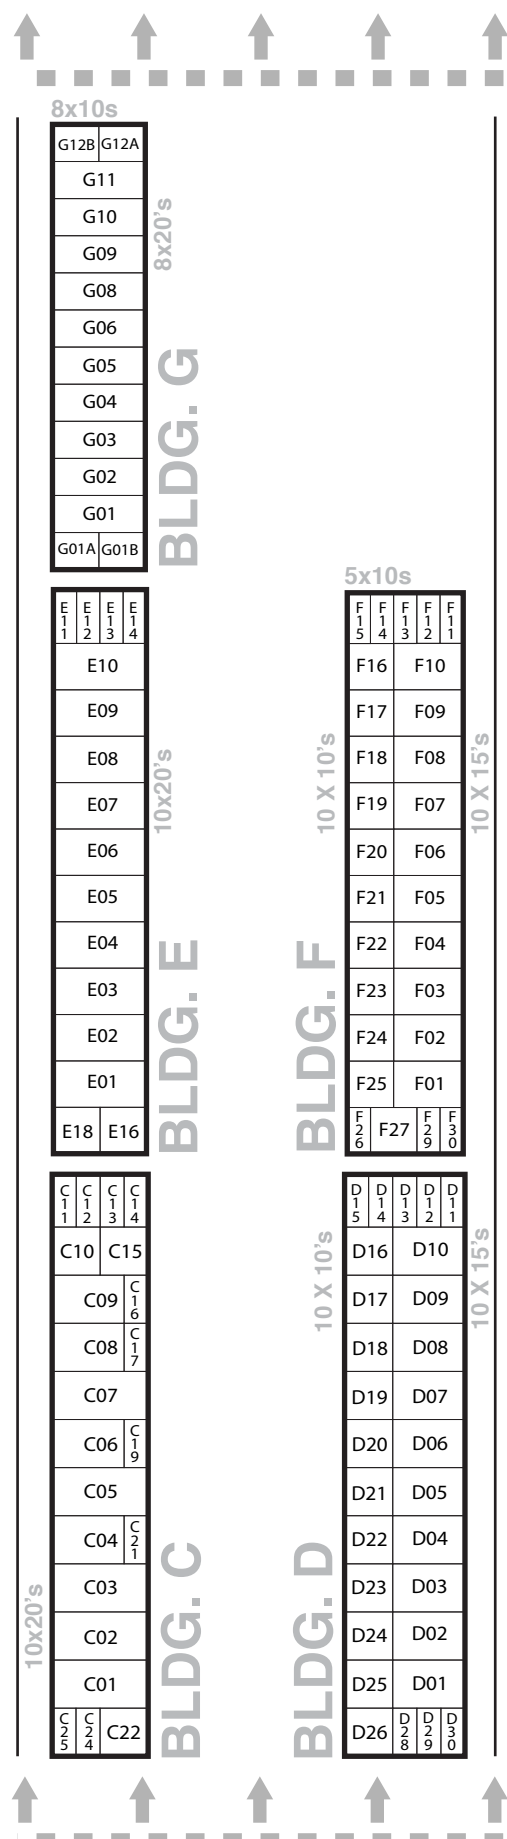 8x10s
G12B G12A
G11
G10
G09
G08
G06
G05
G04
G03
G02
G01
G01A G01B
8x20's
BLDG. G
E11 E12 E13 E14
E10
E09
E08
E07
E06
E05
E04
E03
E02
E01
E18 E16
10x20's
BLDG. E
5x10s
F15 F14 F13 F12 F11
F16 F10
F17 F09
F18 F08
F19 F07
F20 F06
F21 F05
F22 F04
F23 F03
F24 F02
F25 F01
F26 F27 F29 F30
10 X 10's
10 X 15's
BLDG. F
C11 C12 C13 C14
C10 C15
C09 C16
C08 C17
C07
C06 C19
C05
C04 C21
C03
C02
C01
C25 C24 C22
10x20's
BLDG. C
D15 D14 D13 D12 D11
D16 D10
D17 D09
D18 D08
D19 D07
D20 D06
D21 D05
D22 D04
D23 D03
D24 D02
D25 D01
D26 D28 D29 D30
10 X 10's
10 X 15's
BLDG. D